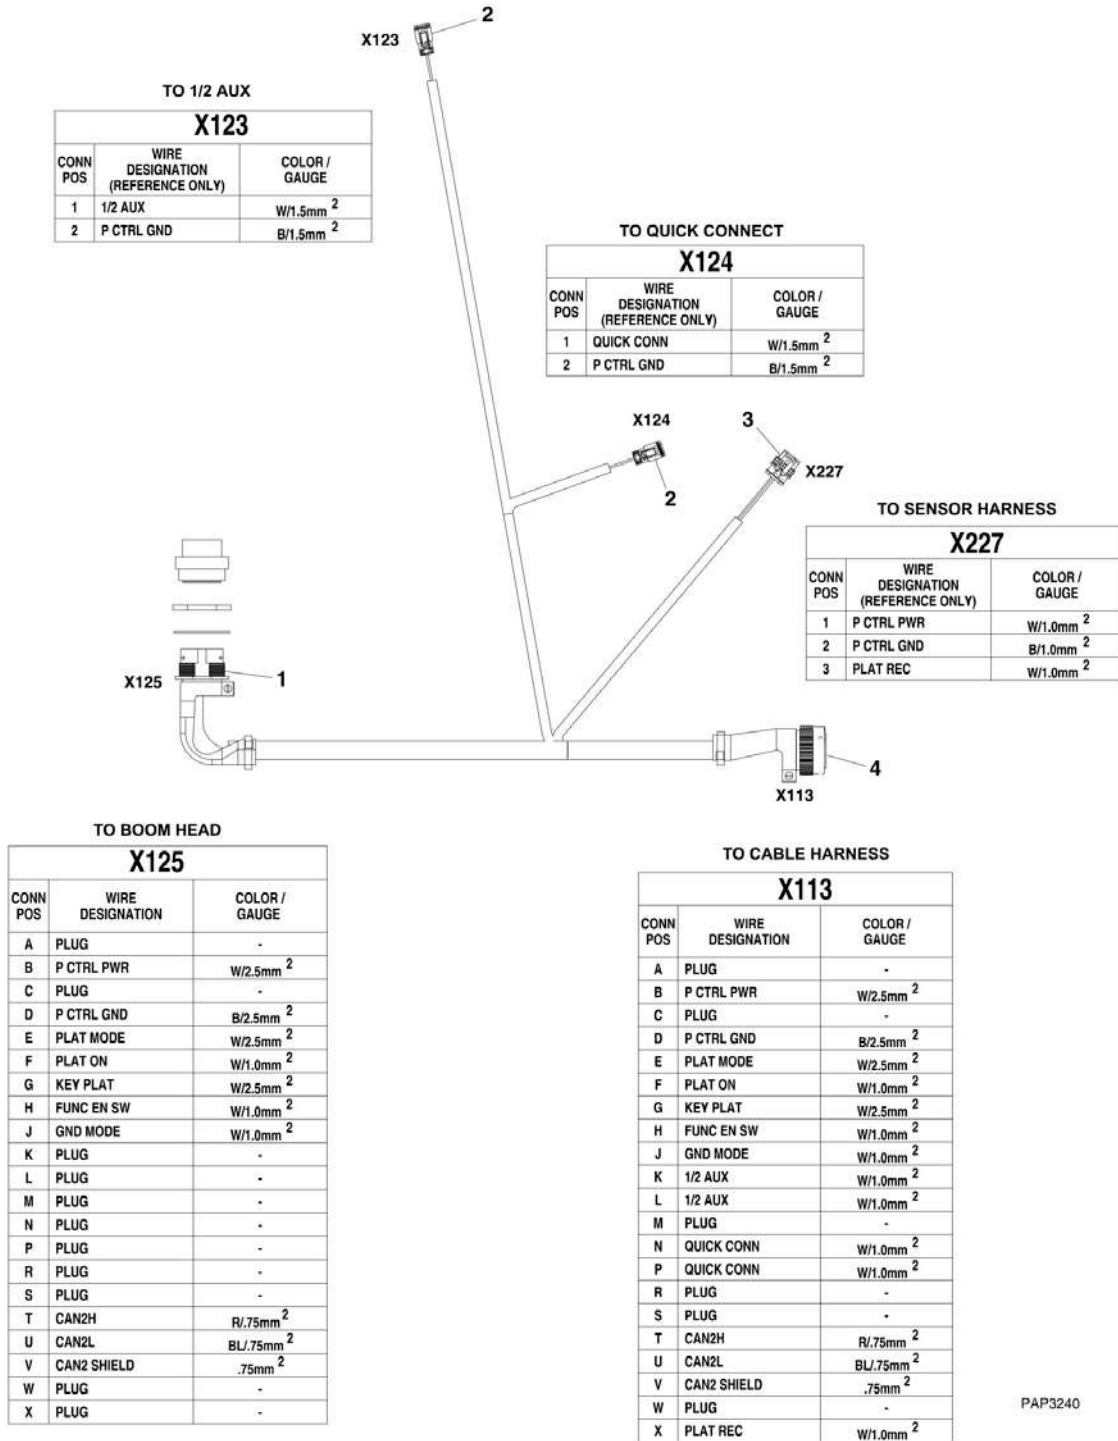 2
X123
TO 1/2 AUX
X123
CONN POS WIRE DESIGNATION (REFERENCE ONLY) COLOR / GAUGE
1 1/2 AUX W/1.5mm 2
2 P CTRL GND B/1.5mm 2
TO QUICK CONNECT
X124
CONN POS WIRE DESIGNATION (REFERENCE ONLY) COLOR / GAUGE
1 QUICK CONN W/1.5mm 2
2 P CTRL GND B/1.5mm 2
X124
2
3
X227
TO SENSOR HARNESS
X227
CONN POS WIRE DESIGNATION (REFERENCE ONLY) COLOR / GAUGE
1 P CTRL PWR W/1.0mm 2
2 P CTRL GND B/1.0mm 2
3 PLAT REC W/1.0mm 2
X125
1
4
X113
TO BOOM HEAD
X125
CONN POS WIRE DESIGNATION COLOR / GAUGE
A PLUG -
B P CTRL PWR W/2.5mm 2
C PLUG -
D P CTRL GND B/2.5mm 2
E PLAT MODE W/2.5mm 2
F PLAT ON W/1.0mm 2
G KEY PLAT W/2.5mm 2
H FUNC EN SW W/1.0mm 2
J GND MODE W/1.0mm 2
K PLUG -
L PLUG -
M PLUG -
N PLUG -
P PLUG -
R PLUG -
S PLUG -
T CAN2H R/.75mm 2
U CAN2L BL/.75mm 2
V CAN2 SHIELD .75mm 2
W PLUG -
X PLUG -
TO CABLE HARNESS
X113
CONN POS WIRE DESIGNATION COLOR / GAUGE
A PLUG -
B P CTRL PWR W/2.5mm 2
C PLUG -
D P CTRL GND B/2.5mm 2
E PLAT MODE W/2.5mm 2
F PLAT ON W/1.0mm 2
G KEY PLAT W/2.5mm 2
H FUNC EN SW W/1.0mm 2
J GND MODE W/1.0mm 2
K 1/2 AUX W/1.0mm 2
L 1/2 AUX W/1.0mm 2
M PLUG -
N QUICK CONN W/1.0mm 2
P QUICK CONN W/1.0mm 2
R PLUG -
S PLUG -
T CAN2H R/.75mm 2
U CAN2L BL/.75mm 2
V CAN2 SHIELD .75mm 2
W PLUG -
X PLAT REC W/1.0mm 2
PAP3240